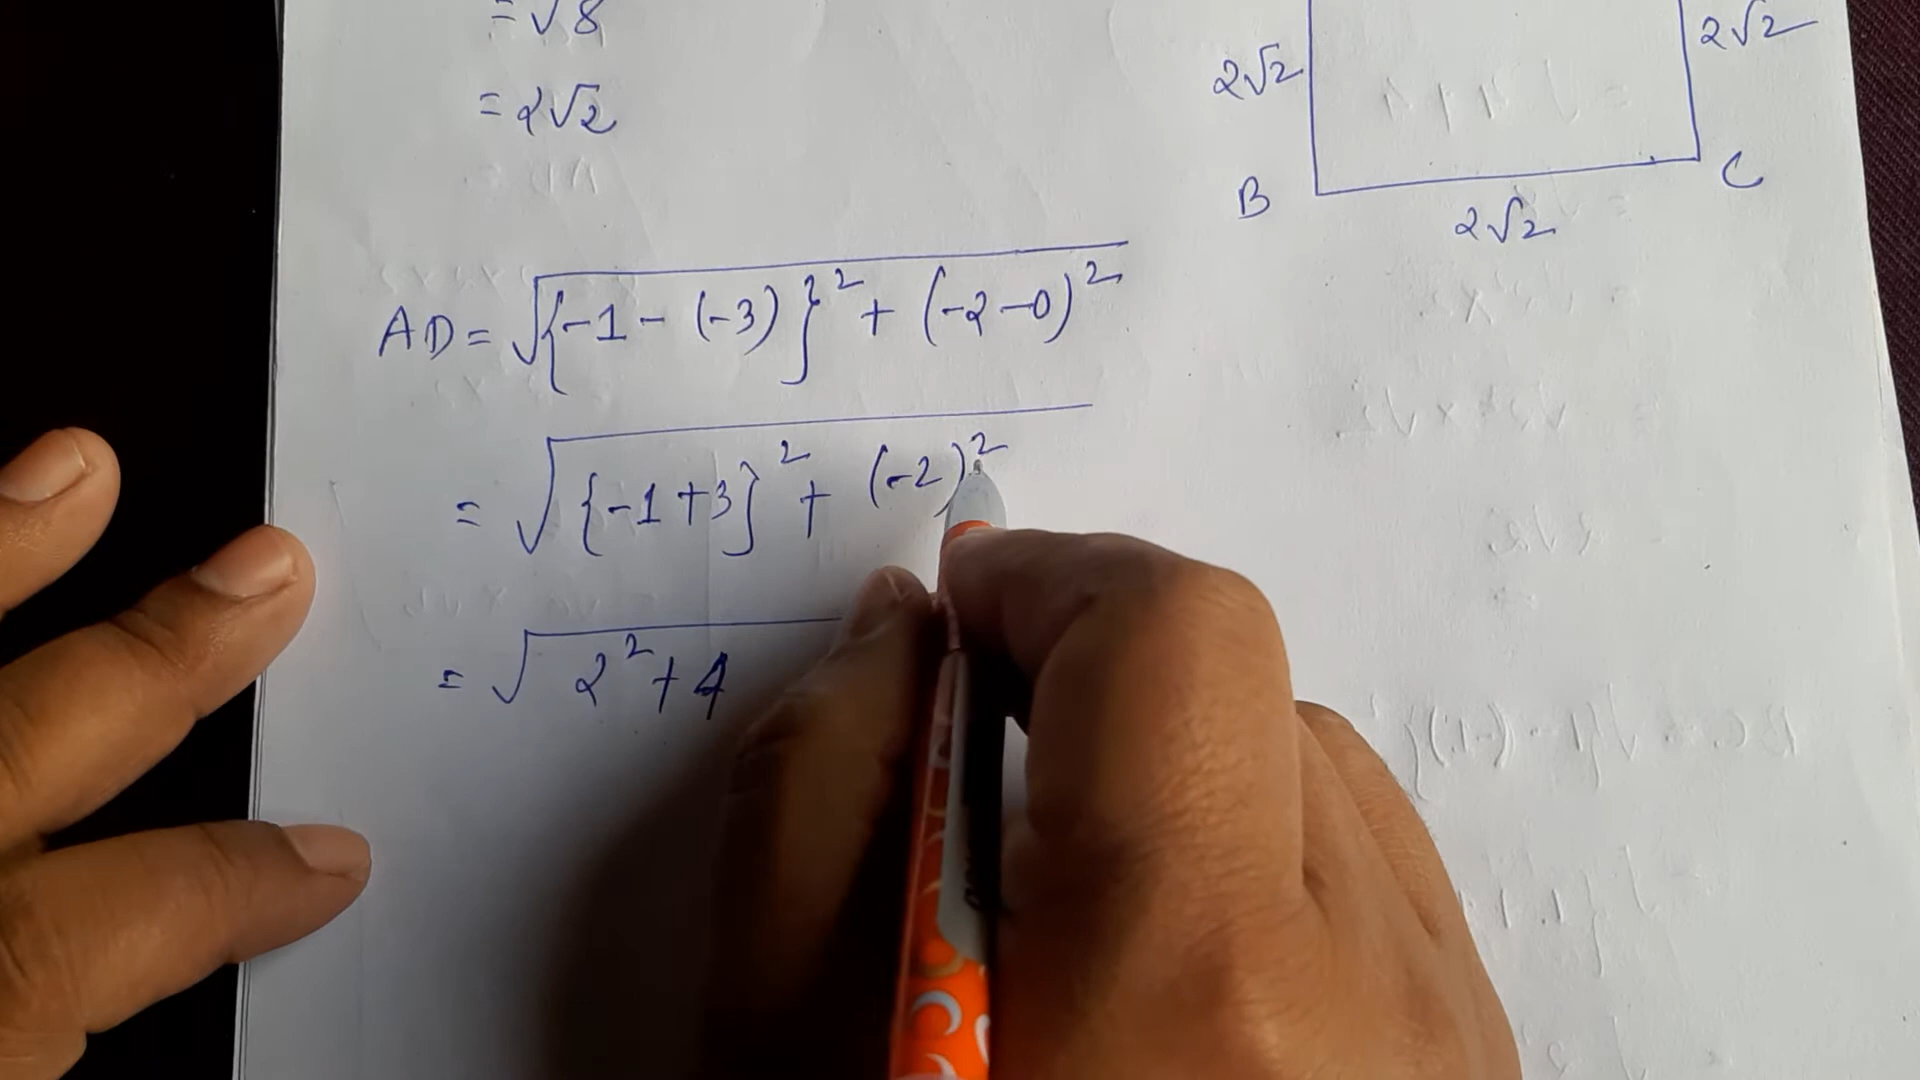 = √8
= 2√2
2√2
2√2
B
C
2√2
AD = √{-1 - (-3)}² + (-2-0)²
= √{-1+3}² + (-2)²
= √2² + 4